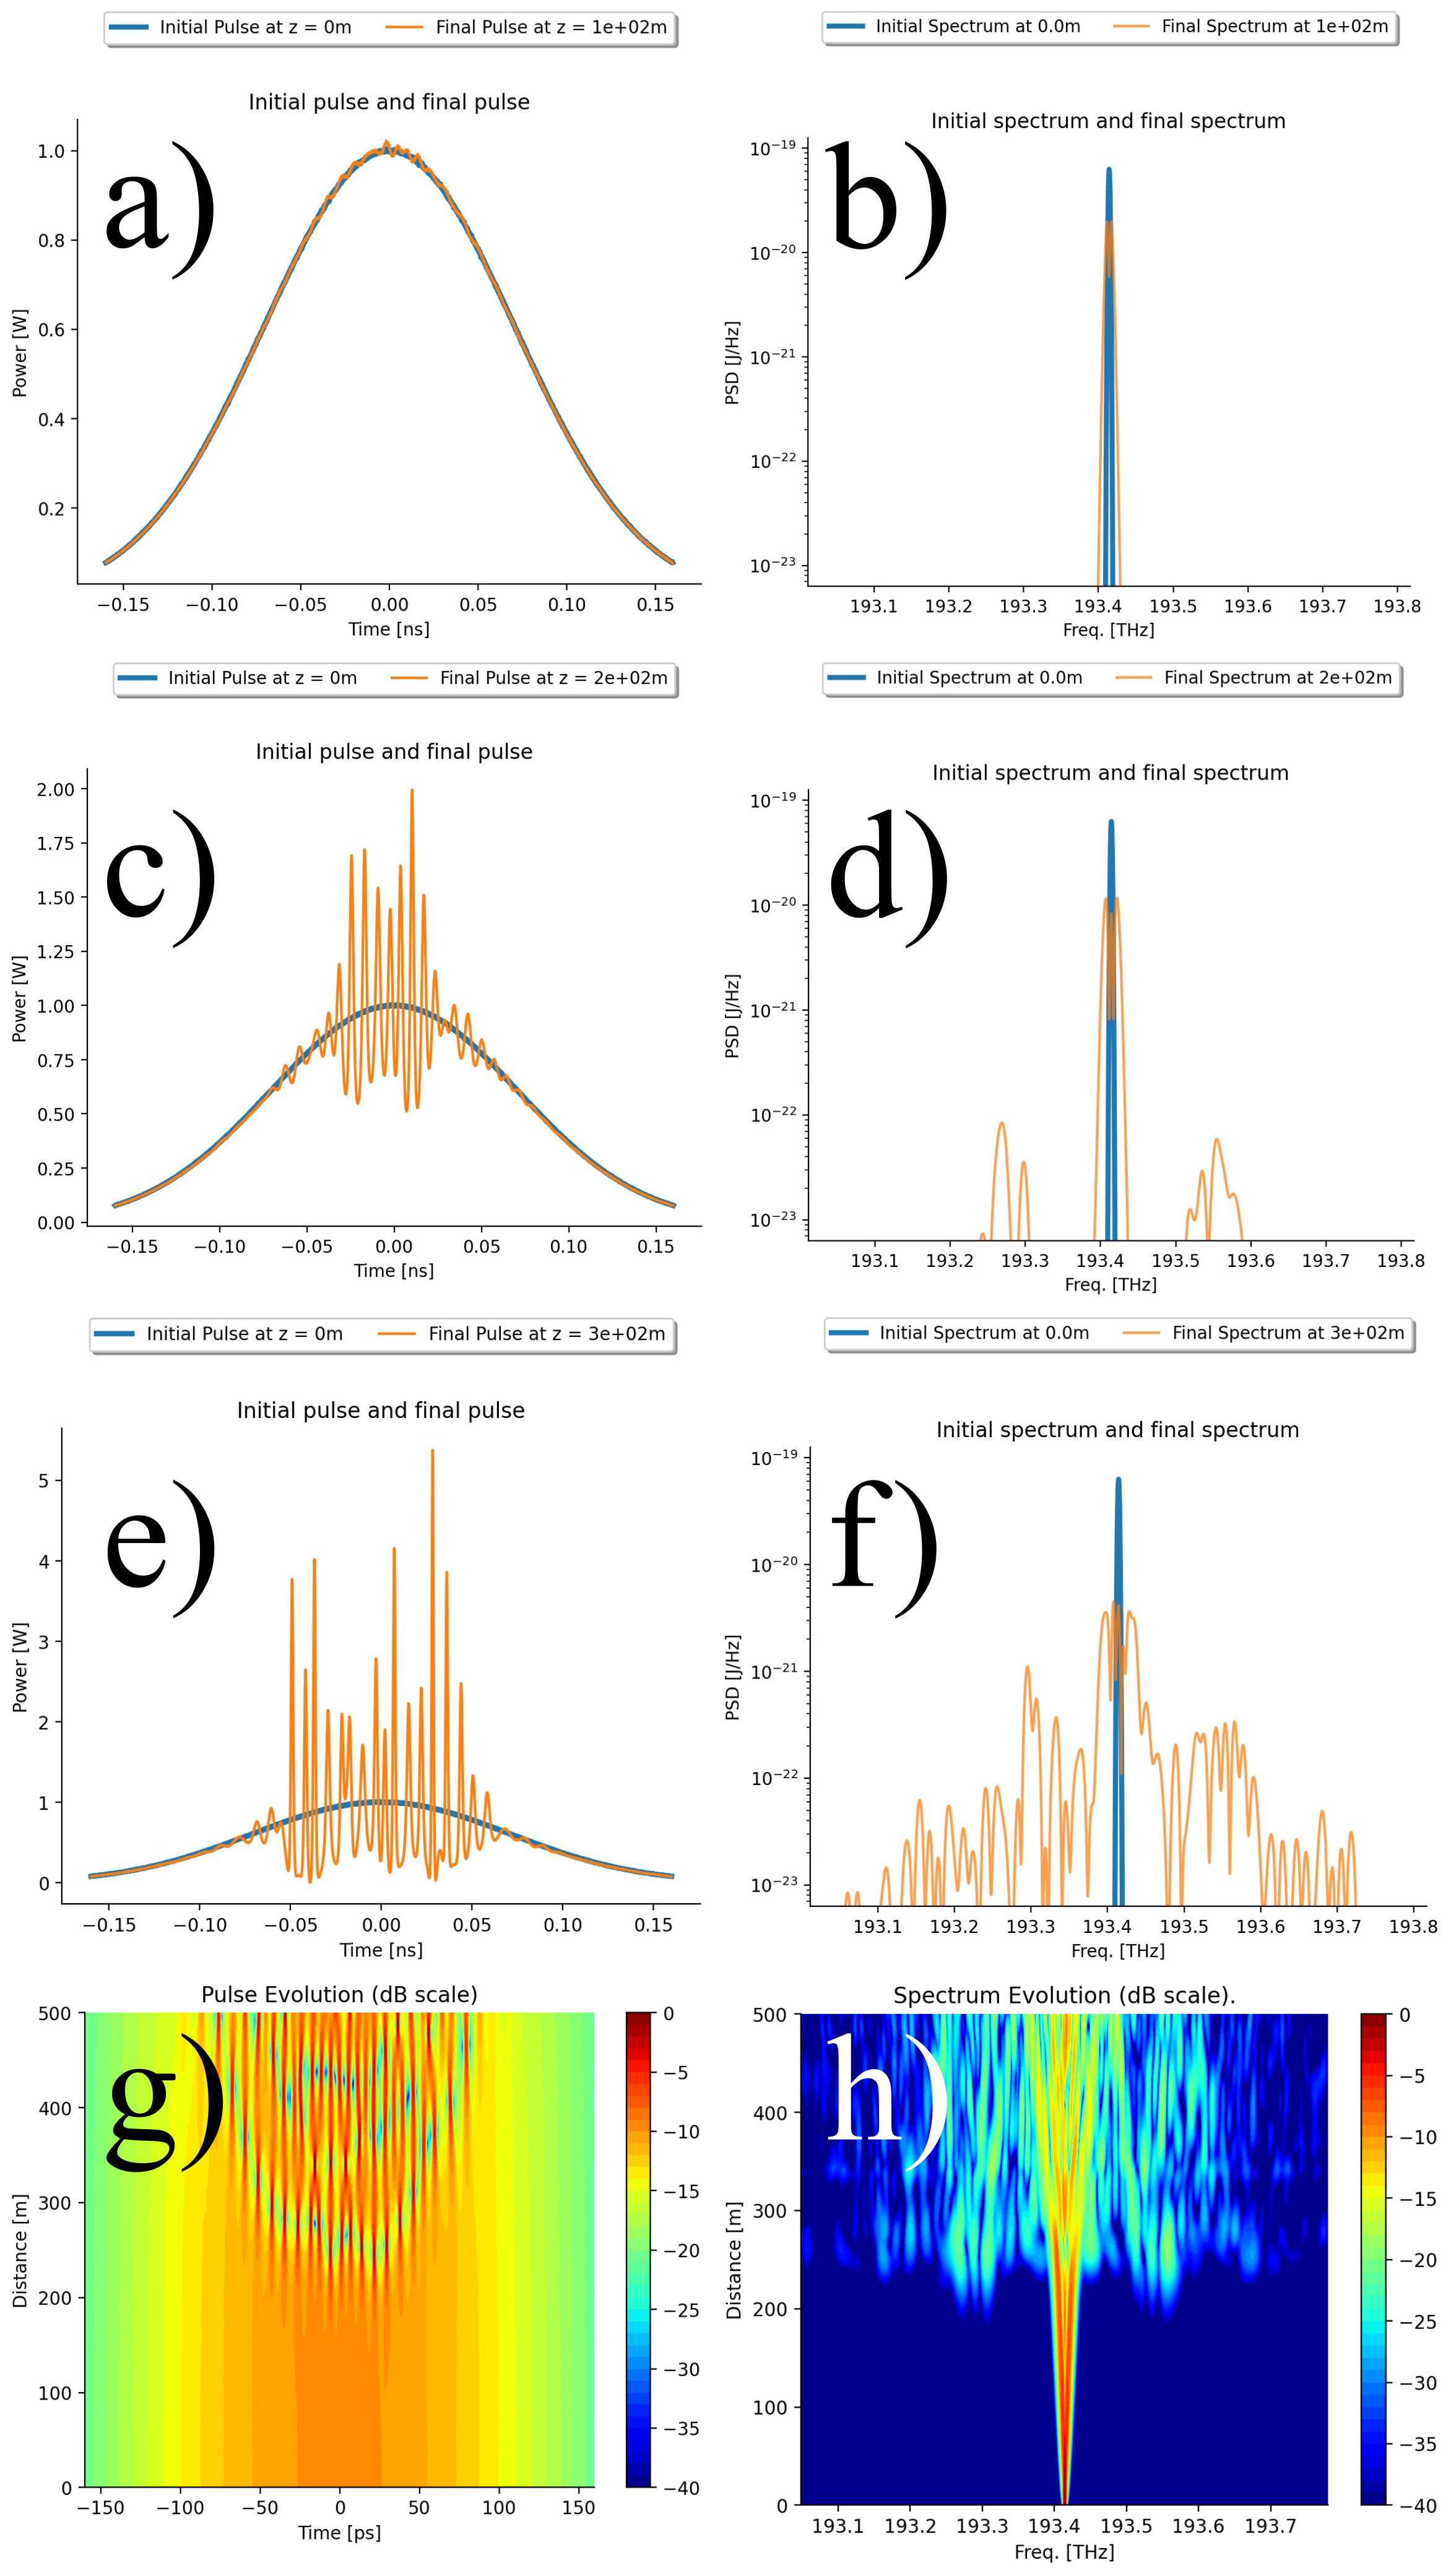 Initial Pulse at z = 0m Final Pulse at z = 1e+02m
Initial pulse and final pulse
a)
1.0
0.8
0.6
0.4
0.2
Power [W]
−0.15 −0.10 −0.05 0.00 0.05 0.10 0.15
Time [ns]
Initial Spectrum at 0.0m Final Spectrum at 1e+02m
Initial spectrum and final spectrum
b)
10⁻¹⁹
10⁻²⁰
10⁻²¹
10⁻²²
10⁻²³
PSD [J/Hz]
193.1 193.2 193.3 193.4 193.5 193.6 193.7 193.8
Freq. [THz]
Initial Pulse at z = 0m Final Pulse at z = 2e+02m
Initial pulse and final pulse
c)
2.00
1.75
1.50
1.25
1.00
0.75
0.50
0.25
0.00
Power [W]
−0.15 −0.10 −0.05 0.00 0.05 0.10 0.15
Time [ns]
Initial Spectrum at 0.0m Final Spectrum at 2e+02m
Initial spectrum and final spectrum
d)
10⁻¹⁹
10⁻²⁰
10⁻²¹
10⁻²²
10⁻²³
PSD [J/Hz]
193.1 193.2 193.3 193.4 193.5 193.6 193.7 193.8
Freq. [THz]
Initial Pulse at z = 0m Final Pulse at z = 3e+02m
Initial pulse and final pulse
e)
5
4
3
2
1
0
Power [W]
−0.15 −0.10 −0.05 0.00 0.05 0.10 0.15
Time [ns]
Initial Spectrum at 0.0m Final Spectrum at 3e+02m
Initial spectrum and final spectrum
f)
10⁻¹⁹
10⁻²⁰
10⁻²¹
10⁻²²
10⁻²³
PSD [J/Hz]
193.1 193.2 193.3 193.4 193.5 193.6 193.7 193.8
Freq. [THz]
Pulse Evolution (dB scale)
g)
500
400
300
200
100
0
Distance [m]
−150 −100 −50 0 50 100 150
Time [ps]
0
−5
−10
−15
−20
−25
−30
−35
−40
Spectrum Evolution (dB scale).
h)
500
400
300
200
100
0
Distance [m]
193.1 193.2 193.3 193.4 193.5 193.6 193.7
Freq. [THz]
0
−5
−10
−15
−20
−25
−30
−35
−40